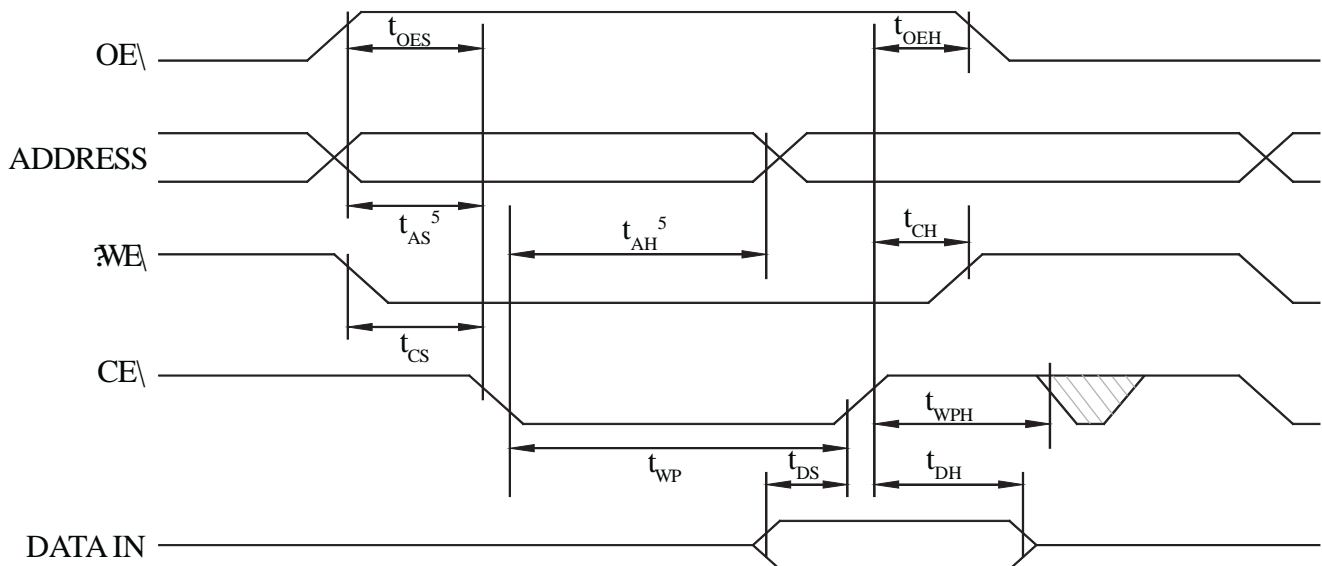 tOES
tOEH
OE\
ADDRESS
tAS5
tAH5
tCH
?WE\
tCS
CE\
tWPH
tWP
tDS
tDH
DATA IN